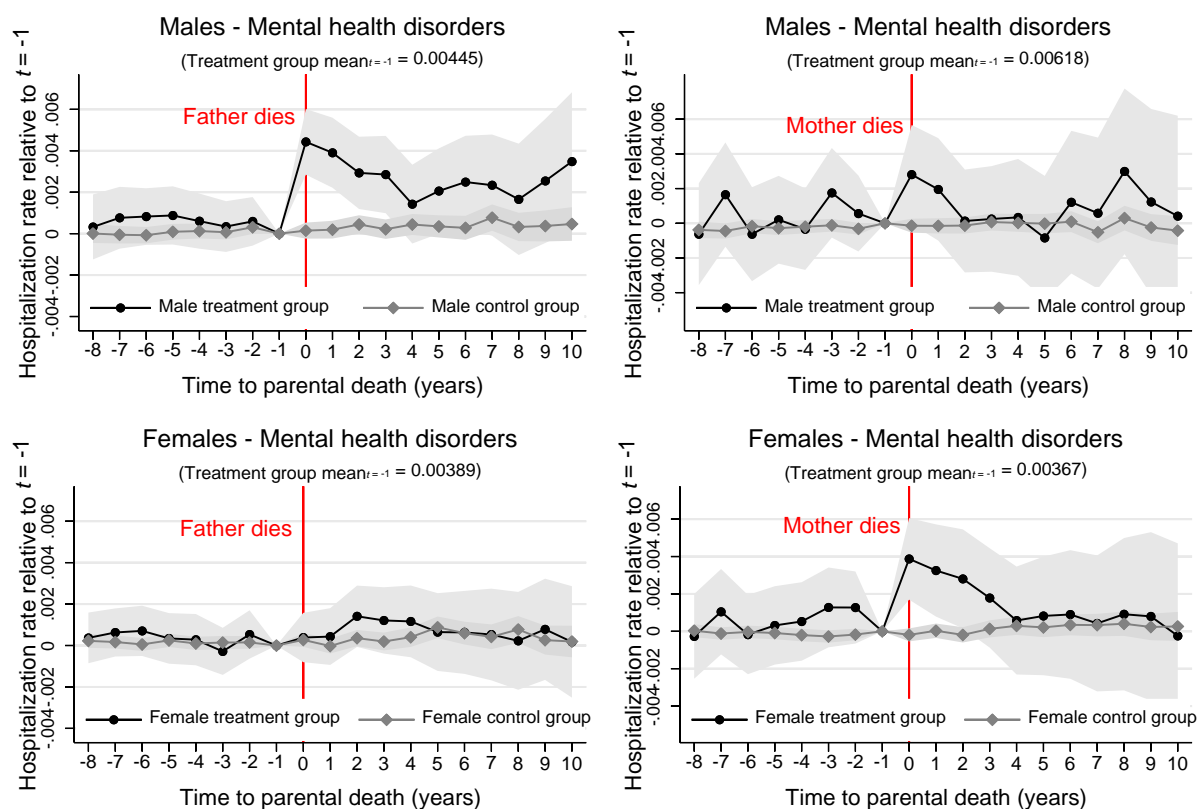 Males - Mental health disorders
(Treatment group mean t = -1 = 0.00445)
Hospitalization rate relative to t = -1
-.004 -.002 0 .002 .004 .006
Father dies
Male treatment group Male control group
-8 -7 -6 -5 -4 -3 -2 -1 0 1 2 3 4 5 6 7 8 9 10
Time to parental death (years)
Males - Mental health disorders
(Treatment group mean t = -1 = 0.00618)
Hospitalization rate relative to t = -1
-.004 -.002 0 .002 .004 .006
Mother dies
Male treatment group Male control group
-8 -7 -6 -5 -4 -3 -2 -1 0 1 2 3 4 5 6 7 8 9 10
Time to parental death (years)
Females - Mental health disorders
(Treatment group mean t = -1 = 0.00389)
Hospitalization rate relative to t = -1
-.004 -.002 0 .002 .004 .006
Father dies
Female treatment group Female control group
-8 -7 -6 -5 -4 -3 -2 -1 0 1 2 3 4 5 6 7 8 9 10
Time to parental death (years)
Females - Mental health disorders
(Treatment group mean t = -1 = 0.00367)
Hospitalization rate relative to t = -1
-.004 -.002 0 .002 .004 .006
Mother dies
Female treatment group Female control group
-8 -7 -6 -5 -4 -3 -2 -1 0 1 2 3 4 5 6 7 8 9 10
Time to parental death (years)